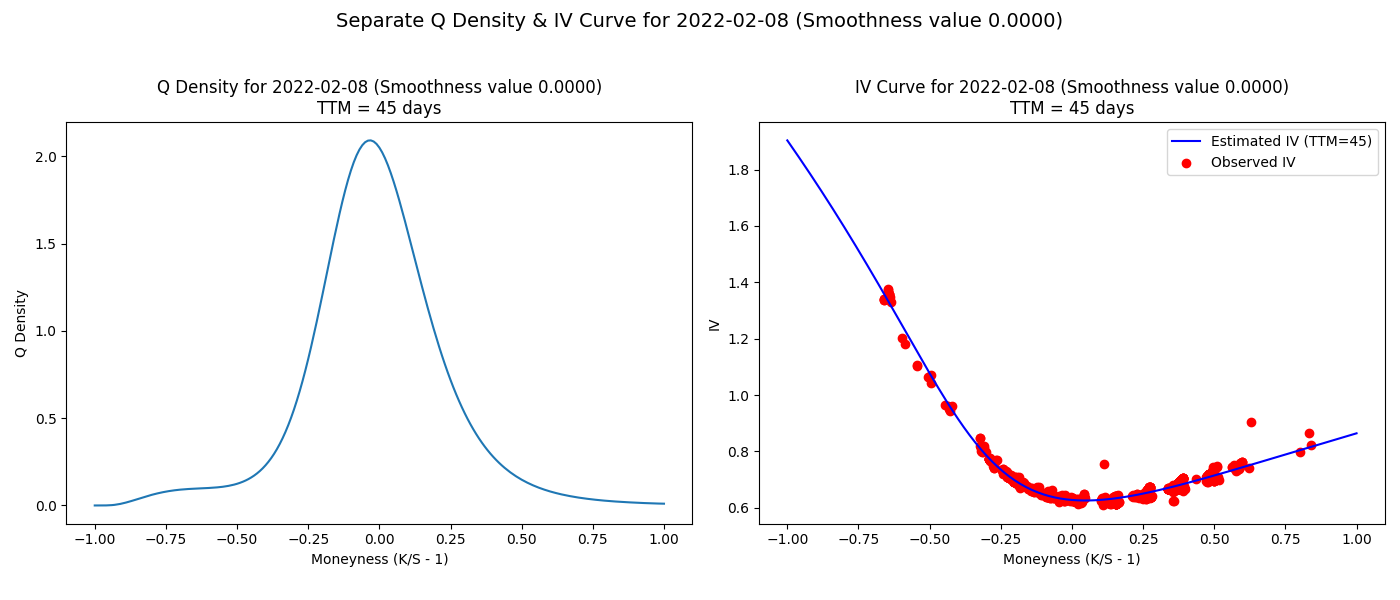 Separate Q Density & IV Curve for 2022-02-08 (Smoothness value 0.0000)
Q Density for 2022-02-08 (Smoothness value 0.0000)
TTM = 45 days
2.0
1.5
1.0
0.5
0.0
Q Density
−1.00 −0.75 −0.50 −0.25 0.00 0.25 0.50 0.75 1.00
Moneyness (K/S - 1)
IV Curve for 2022-02-08 (Smoothness value 0.0000)
TTM = 45 days
Estimated IV (TTM=45)
Observed IV
1.8
1.6
1.4
1.2
1.0
0.8
0.6
IV
−1.00 −0.75 −0.50 −0.25 0.00 0.25 0.50 0.75 1.00
Moneyness (K/S - 1)